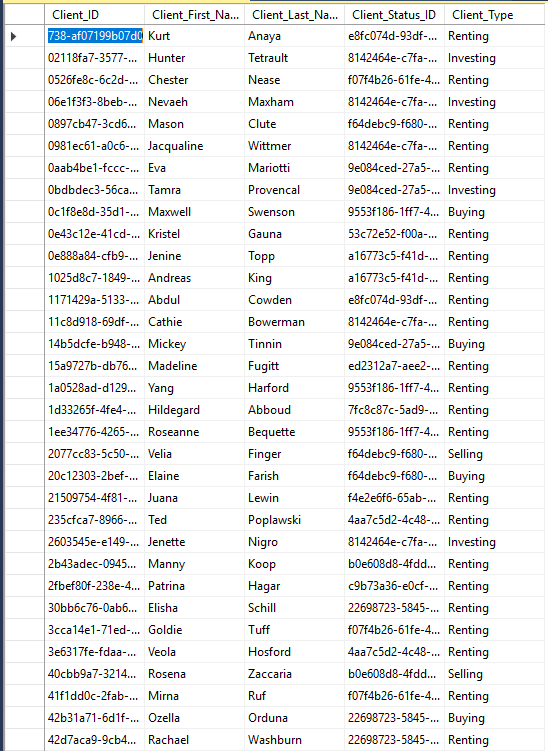 Client_ID Client_First_Na... Client_Last_Na... Client_Status_ID Client_Type
738-af07199b07d0 Kurt Anaya e8fc074d-93df-... Renting
02118fa7-3577-... Hunter Tetrault 8142464e-c7fa-... Investing
0526fe8c-6c2d-... Chester Nease f07f4b26-61fe-4... Renting
06e1f3f3-8beb-... Nevaeh Maxham 8142464e-c7fa-... Investing
0897cb47-3cd6... Mason Clute f64debc9-f680-... Renting
0981ec61-a0c6-... Jacqualine Wittmer 8142464e-c7fa-... Renting
0aab4be1-fccc-... Eva Mariotti 9e084ced-27a5-... Renting
0bdbdec3-56ca... Tamra Provencal 9e084ced-27a5-... Investing
0c1f8e8d-35d1-... Maxwell Swenson 9553f186-1ff7-4... Buying
0e43c12e-41cd-... Kristel Gauna 53c72e52-f00a-... Renting
0e888a84-cfb9-... Jenine Topp a16773c5-f41d-... Renting
1025d8c7-1849-... Andreas King a16773c5-f41d-... Renting
1171429a-5133-... Abdul Cowden e8fc074d-93df-... Renting
11c8d918-69df-... Cathie Bowerman 8142464e-c7fa-... Renting
14b5dcfe-b948-... Mickey Tinnin 9e084ced-27a5-... Buying
15a9727b-db76... Madeline Fugitt ed2312a7-aee2-... Renting
1a0528ad-d129... Yang Harford 9553f186-1ff7-4... Renting
1d33265f-4fe4-... Hildegard Abboud 7fc8c87c-5ad9-... Renting
1ee34776-4265-... Roseanne Bequette 9553f186-1ff7-4... Renting
2077cc83-5c50-... Velia Finger f64debc9-f680-... Selling
20c12303-2bef-... Elaine Farish f64debc9-f680-... Buying
21509754-4f81-... Juana Lewin f4e2e6f6-65ab-... Renting
235cfca7-8966-... Ted Poplawski 4aa7c5d2-4c48-... Renting
2603545e-e149-... Jenette Nigro 8142464e-c7fa-... Investing
2b43adec-0945... Manny Koop b0e608d8-4fdd... Renting
2fbef80f-238e-4... Patrina Hagar c9b73a36-e0cf-... Renting
30bb6c76-0ab6... Elisha Schill 22698723-5845-... Renting
3cca14e1-71ed-... Goldie Tuff f07f4b26-61fe-4... Renting
3e6317fe-fdaa-... Veola Hosford 4aa7c5d2-4c48-... Renting
40cbb9a7-3214... Rosena Zaccaria b0e608d8-4fdd... Selling
41f1dd0c-2fab-... Mirna Ruf f07f4b26-61fe-4... Renting
42b31a71-6d1f-... Ozella Orduna 22698723-5845-... Buying
42d7aca9-9cb4... Rachael Washburn 22698723-5845-... Renting